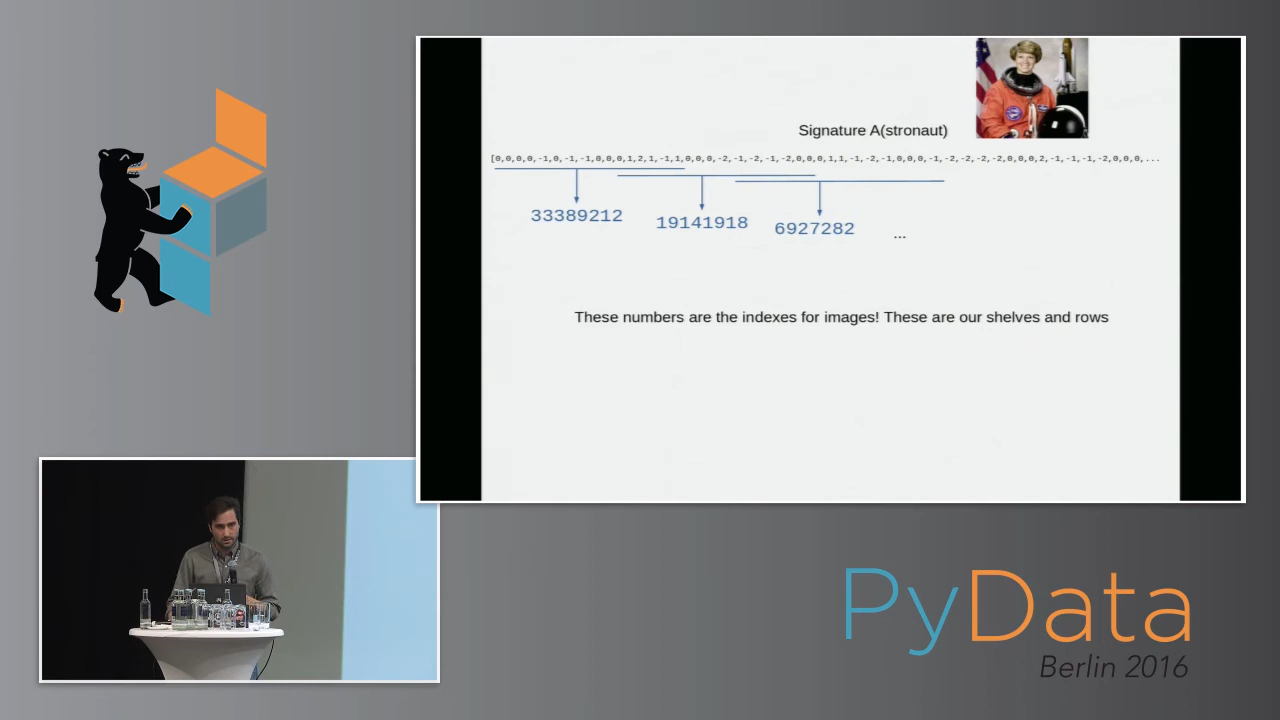 Signature A(stronaut)
[0,0,0,0,-1,0,-1,-1,0,0,0,1,2,1,-1,1,0,0,0,-2,-1,-2,-1,-2,0,0,0,1,1,-1,-2,-1,0,0,0,-1,-2,-2,-2,-2,0,0,0,2,-1,-1,-1,-2,0,0,0,...
33389212
19141918
6927282
...
These numbers are the indexes for images! These are our shelves and rows
PyData
Berlin 2016